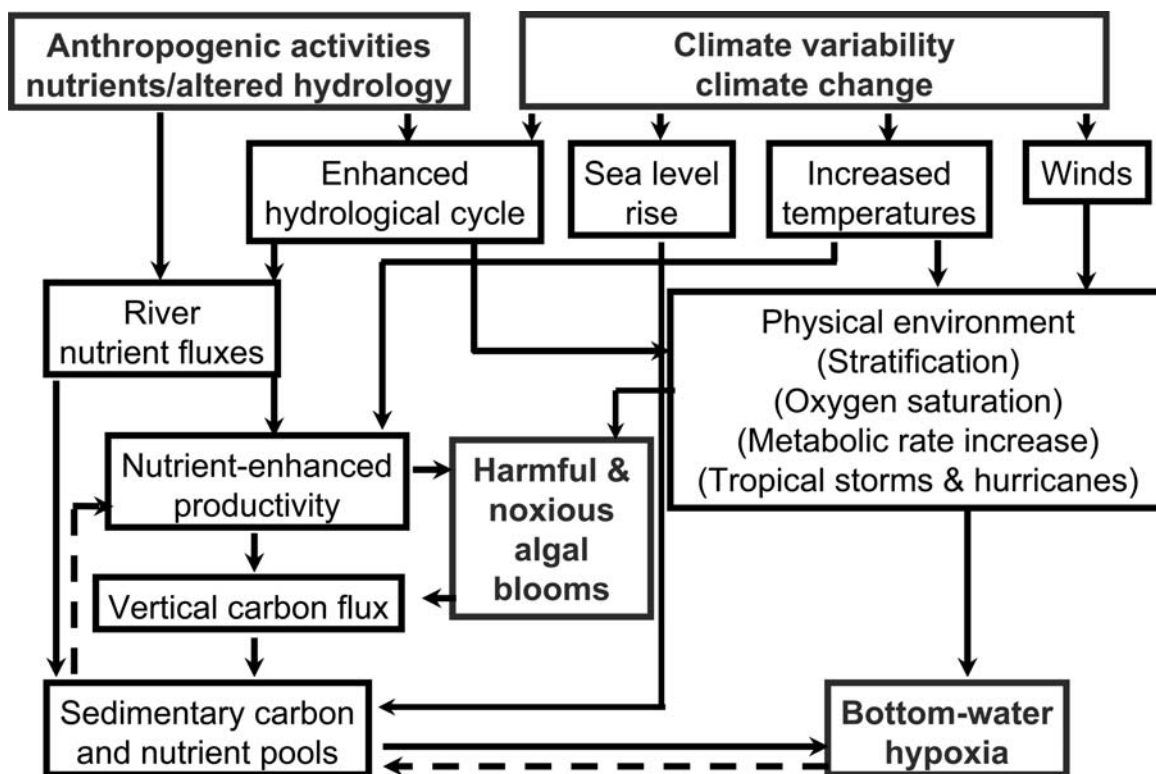 Anthropogenic activities
nutrients/altered hydrology
Climate variability
climate change
Enhanced
hydrological cycle
Sea level
rise
Increased
temperatures
Winds
River
nutrient fluxes
Physical environment
(Stratification)
(Oxygen saturation)
(Metabolic rate increase)
(Tropical storms & hurricanes)
Nutrient-enhanced
productivity
Harmful &
noxious
algal
blooms
Vertical carbon flux
Sedimentary carbon
and nutrient pools
Bottom-water
hypoxia